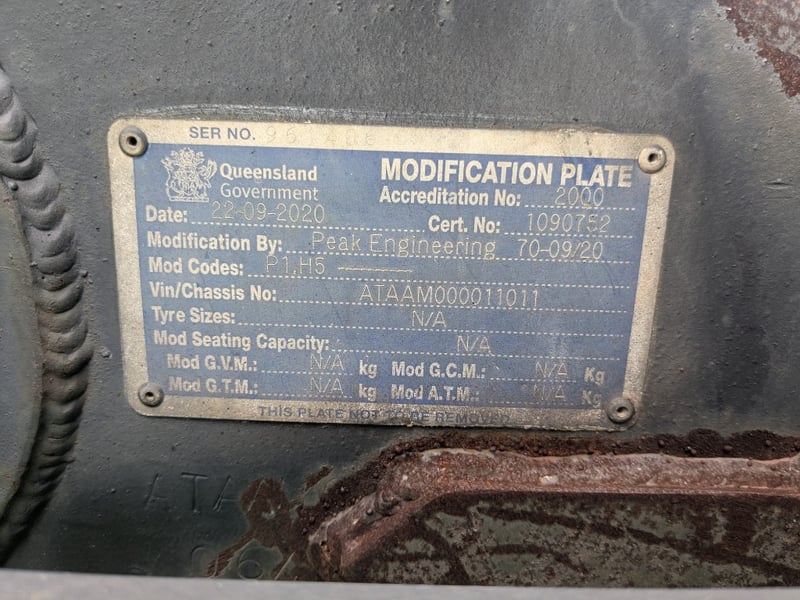 SER NO. 96
Queensland
Government
MODIFICATION PLATE
Accreditation No: 2000
Date: 22-09-2020
Cert. No: 1090752
Modification By: Peak Engineering 70-09/20
Mod Codes: P1,H5
Vin/Chassis No: ATAAM000011011
Tyre Sizes: N/A
Mod Seating Capacity: N/A
Mod G.V.M.: N/A kg Mod G.C.M.: N/A Kg
Mod G.T.M.: N/A kg Mod A.T.M.: N/A Kg
THIS PLATE NOT TO BE REMOVED
ATA